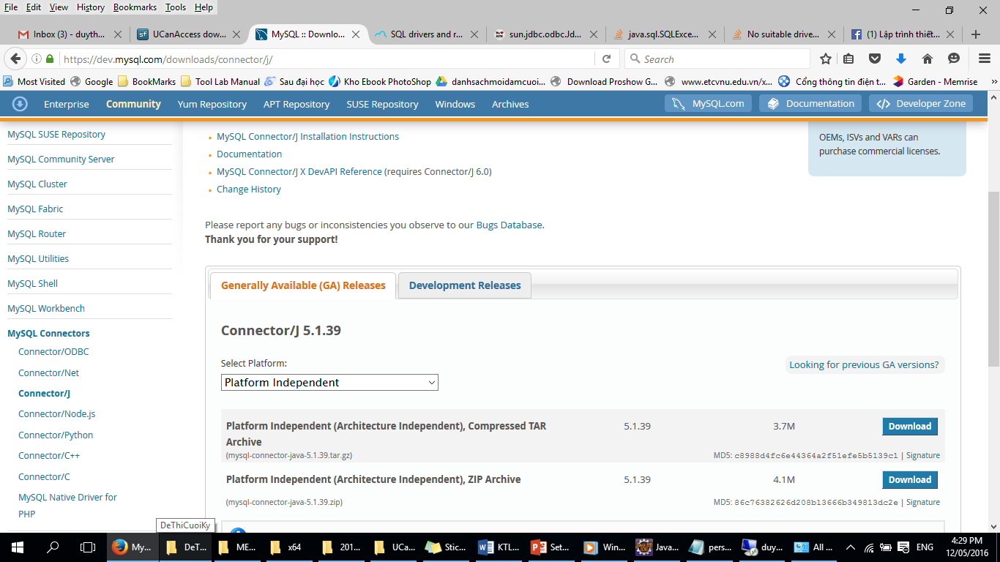 File Edit View History Bookmarks Tools Help
Inbox (3) - duyth...
UCanAccess dow...
MySQL :: Downlo...
SQL drivers and r...
sun.jdbc.odbc.Jd...
java.sql.SQLExce...
No suitable drive...
(1) Lập trình thiết...
https://dev.mysql.com/downloads/connector/j/
Search
Most Visited
Google
BookMarks
Tool Lab Manual
Sau đại học
Kho Ebook PhotoShop
danhsachmoidamcuoi...
Download Proshow G...
www.etcvnu.edu.vn/x...
Cổng thông tin điện t...
Garden - Memrise
Enterprise Community Yum Repository APT Repository SUSE Repository Windows Archives
MySQL.com
Documentation
Developer Zone
MySQL SUSE Repository
MySQL Community Server
MySQL Cluster
MySQL Fabric
MySQL Router
MySQL Utilities
MySQL Shell
MySQL Workbench
MySQL Connectors
Connector/ODBC
Connector/Net
Connector/J
Connector/Node.js
Connector/Python
Connector/C++
Connector/C
MySQL Native Driver for
PHP
MySQL Connector/J Installation Instructions
Documentation
MySQL Connector/J X DevAPI Reference (requires Connector/J 6.0)
Change History
OEMs, ISVs and VARs can
purchase commercial licenses.
Please report any bugs or inconsistencies you observe to our Bugs Database.
Thank you for your support!
Generally Available (GA) Releases
Development Releases
Connector/J 5.1.39
Select Platform:
Looking for previous GA versions?
Platform Independent
Platform Independent (Architecture Independent), Compressed TAR
Archive
5.1.39 3.7M Download
(mysql-connector-java-5.1.39.tar.gz)
MD5: c8988d4fc6e44364a2f51efe5b5139c1 | Signature
Platform Independent (Architecture Independent), ZIP Archive
5.1.39 4.1M Download
(mysql-connector-java-5.1.39.zip)
MD5: 86c76382626d208b13666b349813dc2e | Signature
DeThiCuoiKy
My...
DeT...
ME...
x64
201...
UCa...
Stic...
KTL...
Set...
Win...
Java...
pers...
duy...
All ...
ENG
4:29 PM
12/05/2016